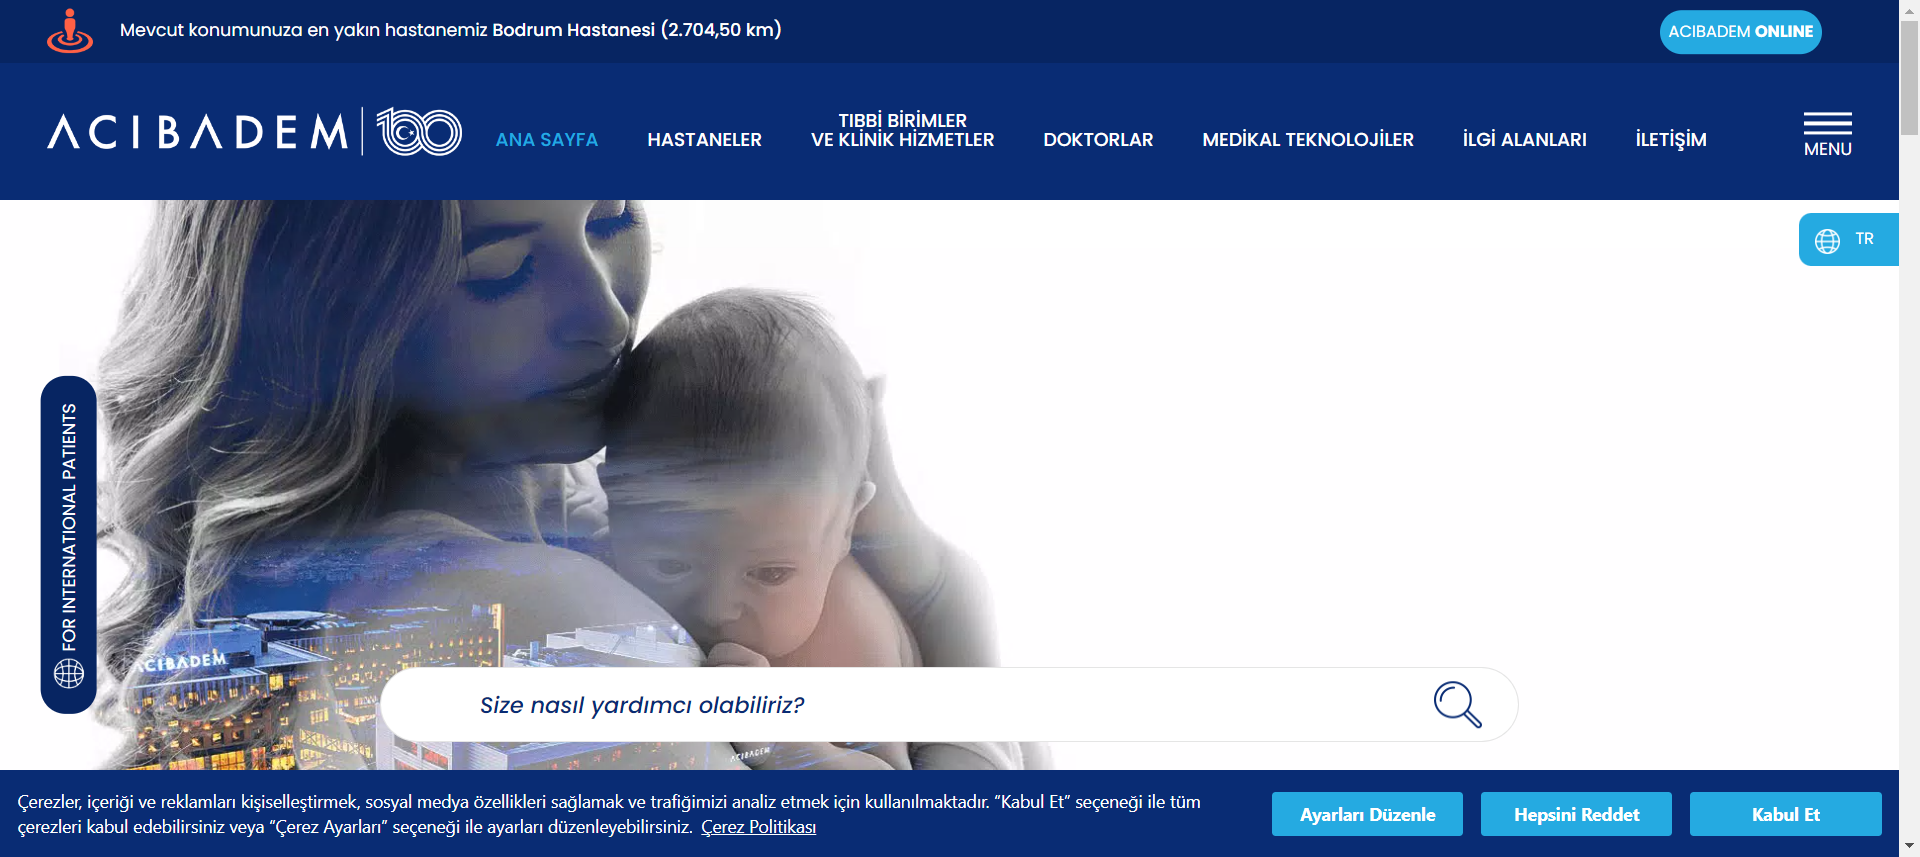 Mevcut konumunuza en yakın hastanemiz Bodrum Hastanesi (2.704,50 km)
ACIBADEM ONLINE
ACIBADEM 100
ANA SAYFA
HASTANELER
TIBBİ BİRİMLER
VE KLİNİK HİZMETLER
DOKTORLAR
MEDİKAL TEKNOLOJİLER
İLGİ ALANLARI
İLETİŞİM
MENU
TR
FOR INTERNATIONAL PATIENTS
ACIBADEM
Size nasıl yardımcı olabiliriz?
ACIBADEM
Çerezler, içeriği ve reklamları kişiselleştirmek, sosyal medya özellikleri sağlamak ve trafiğimizi analiz etmek için kullanılmaktadır. “Kabul Et” seçeneği ile tüm
çerezleri kabul edebilirsiniz veya “Çerez Ayarları” seçeneği ile ayarları düzenleyebilirsiniz. Çerez Politikası
Ayarları Düzenle
Hepsini Reddet
Kabul Et